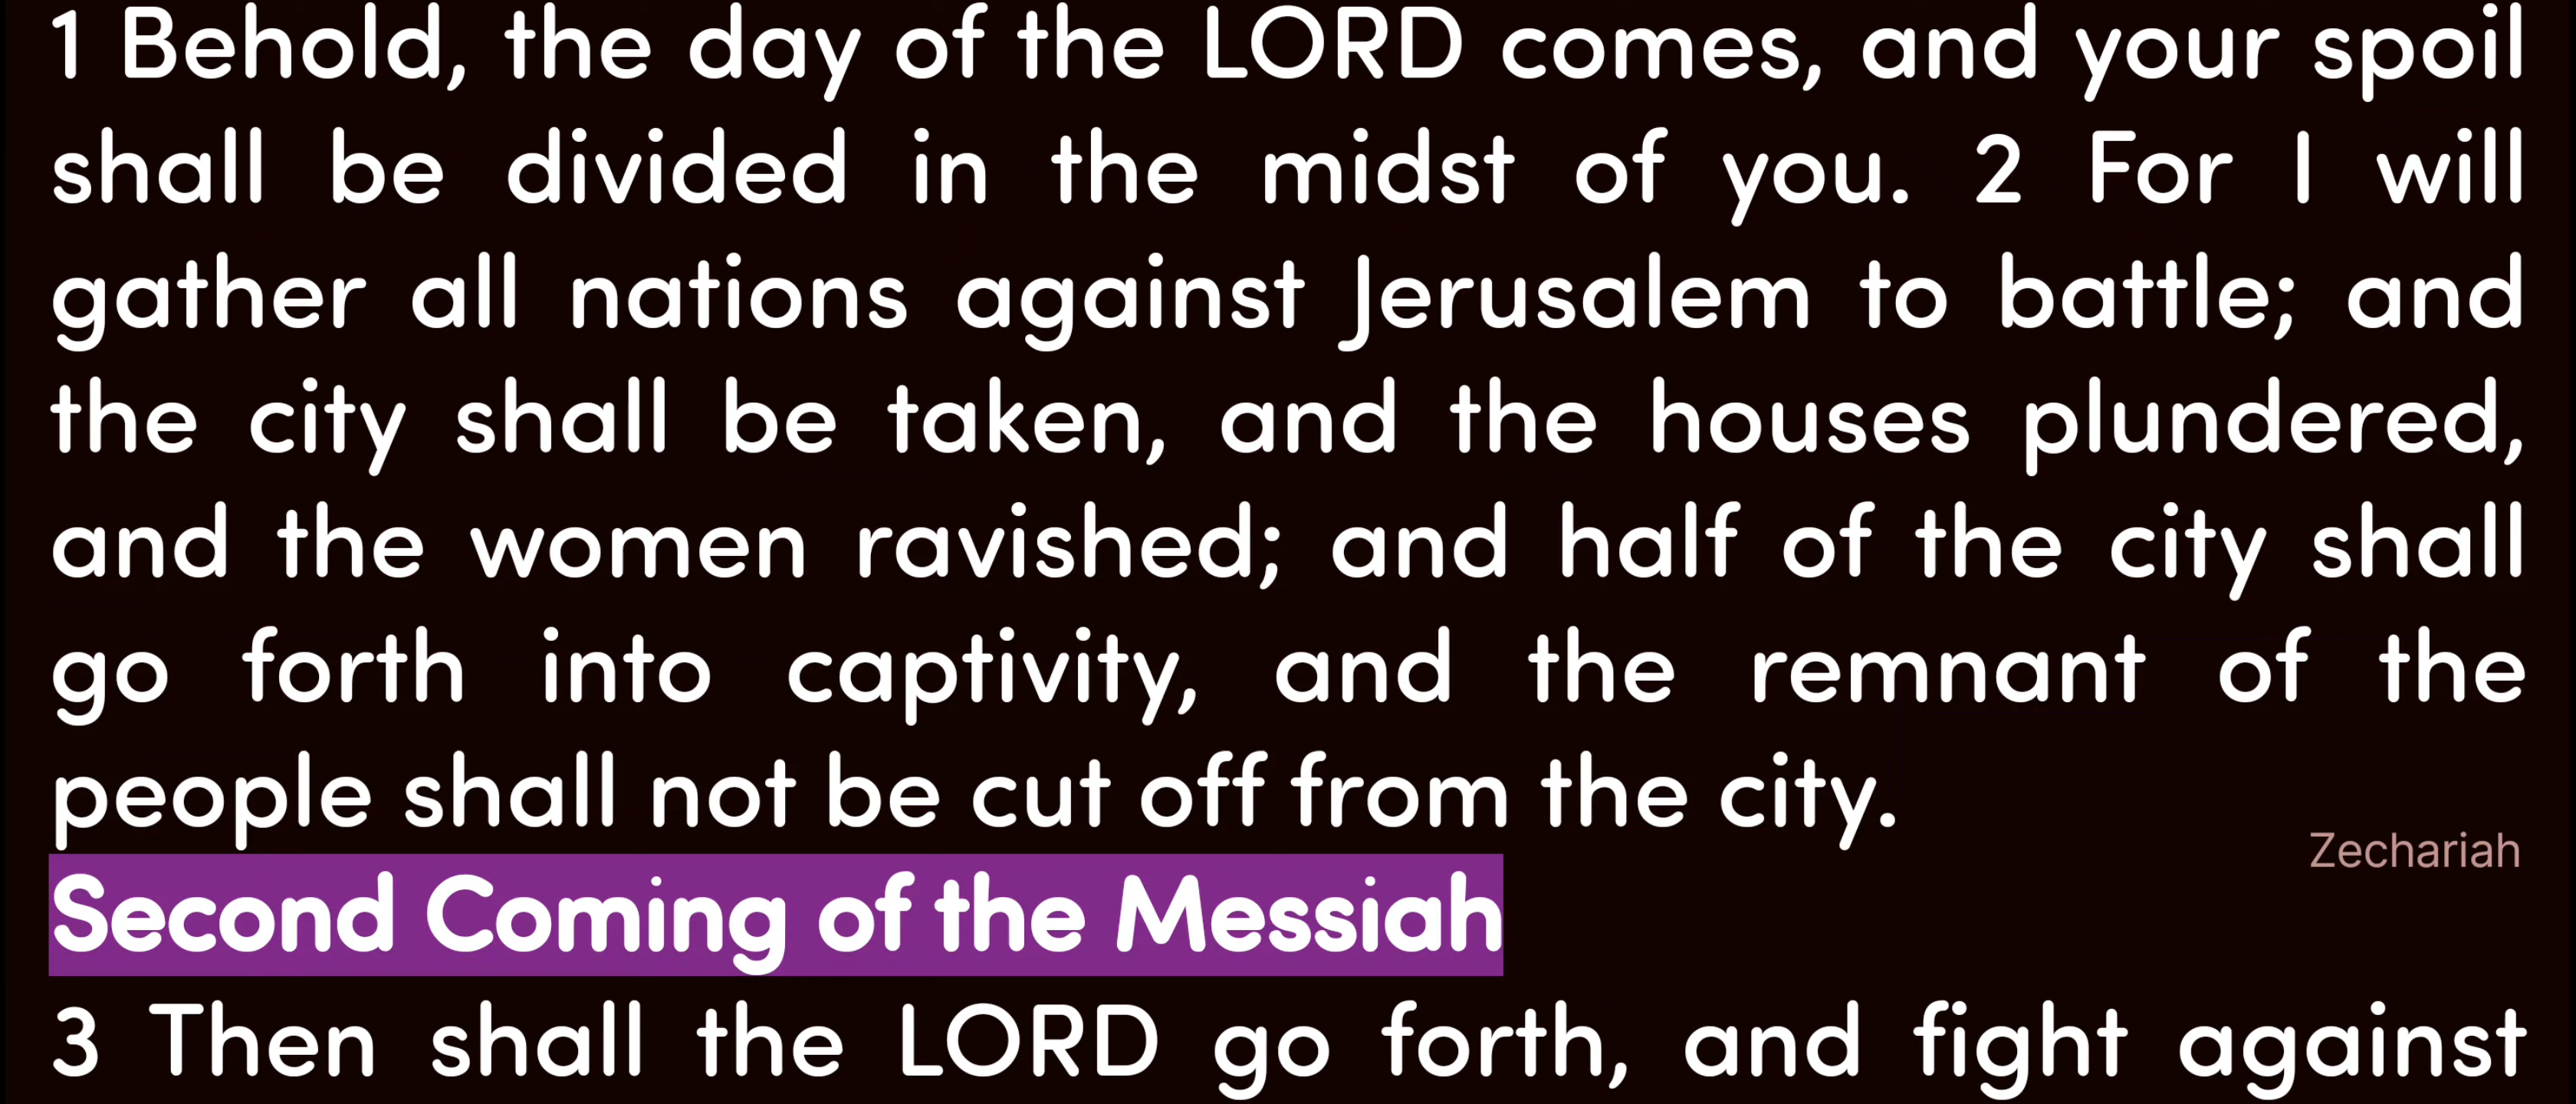 1 Behold, the day of the LORD comes, and your spoil
shall be divided in the midst of you. 2 For I will
gather all nations against Jerusalem to battle; and
the city shall be taken, and the houses plundered,
and the women ravished; and half of the city shall
go forth into captivity, and the remnant of the
people shall not be cut off from the city.
Zechariah
Second Coming of the Messiah
3 Then shall the LORD go forth, and fight against